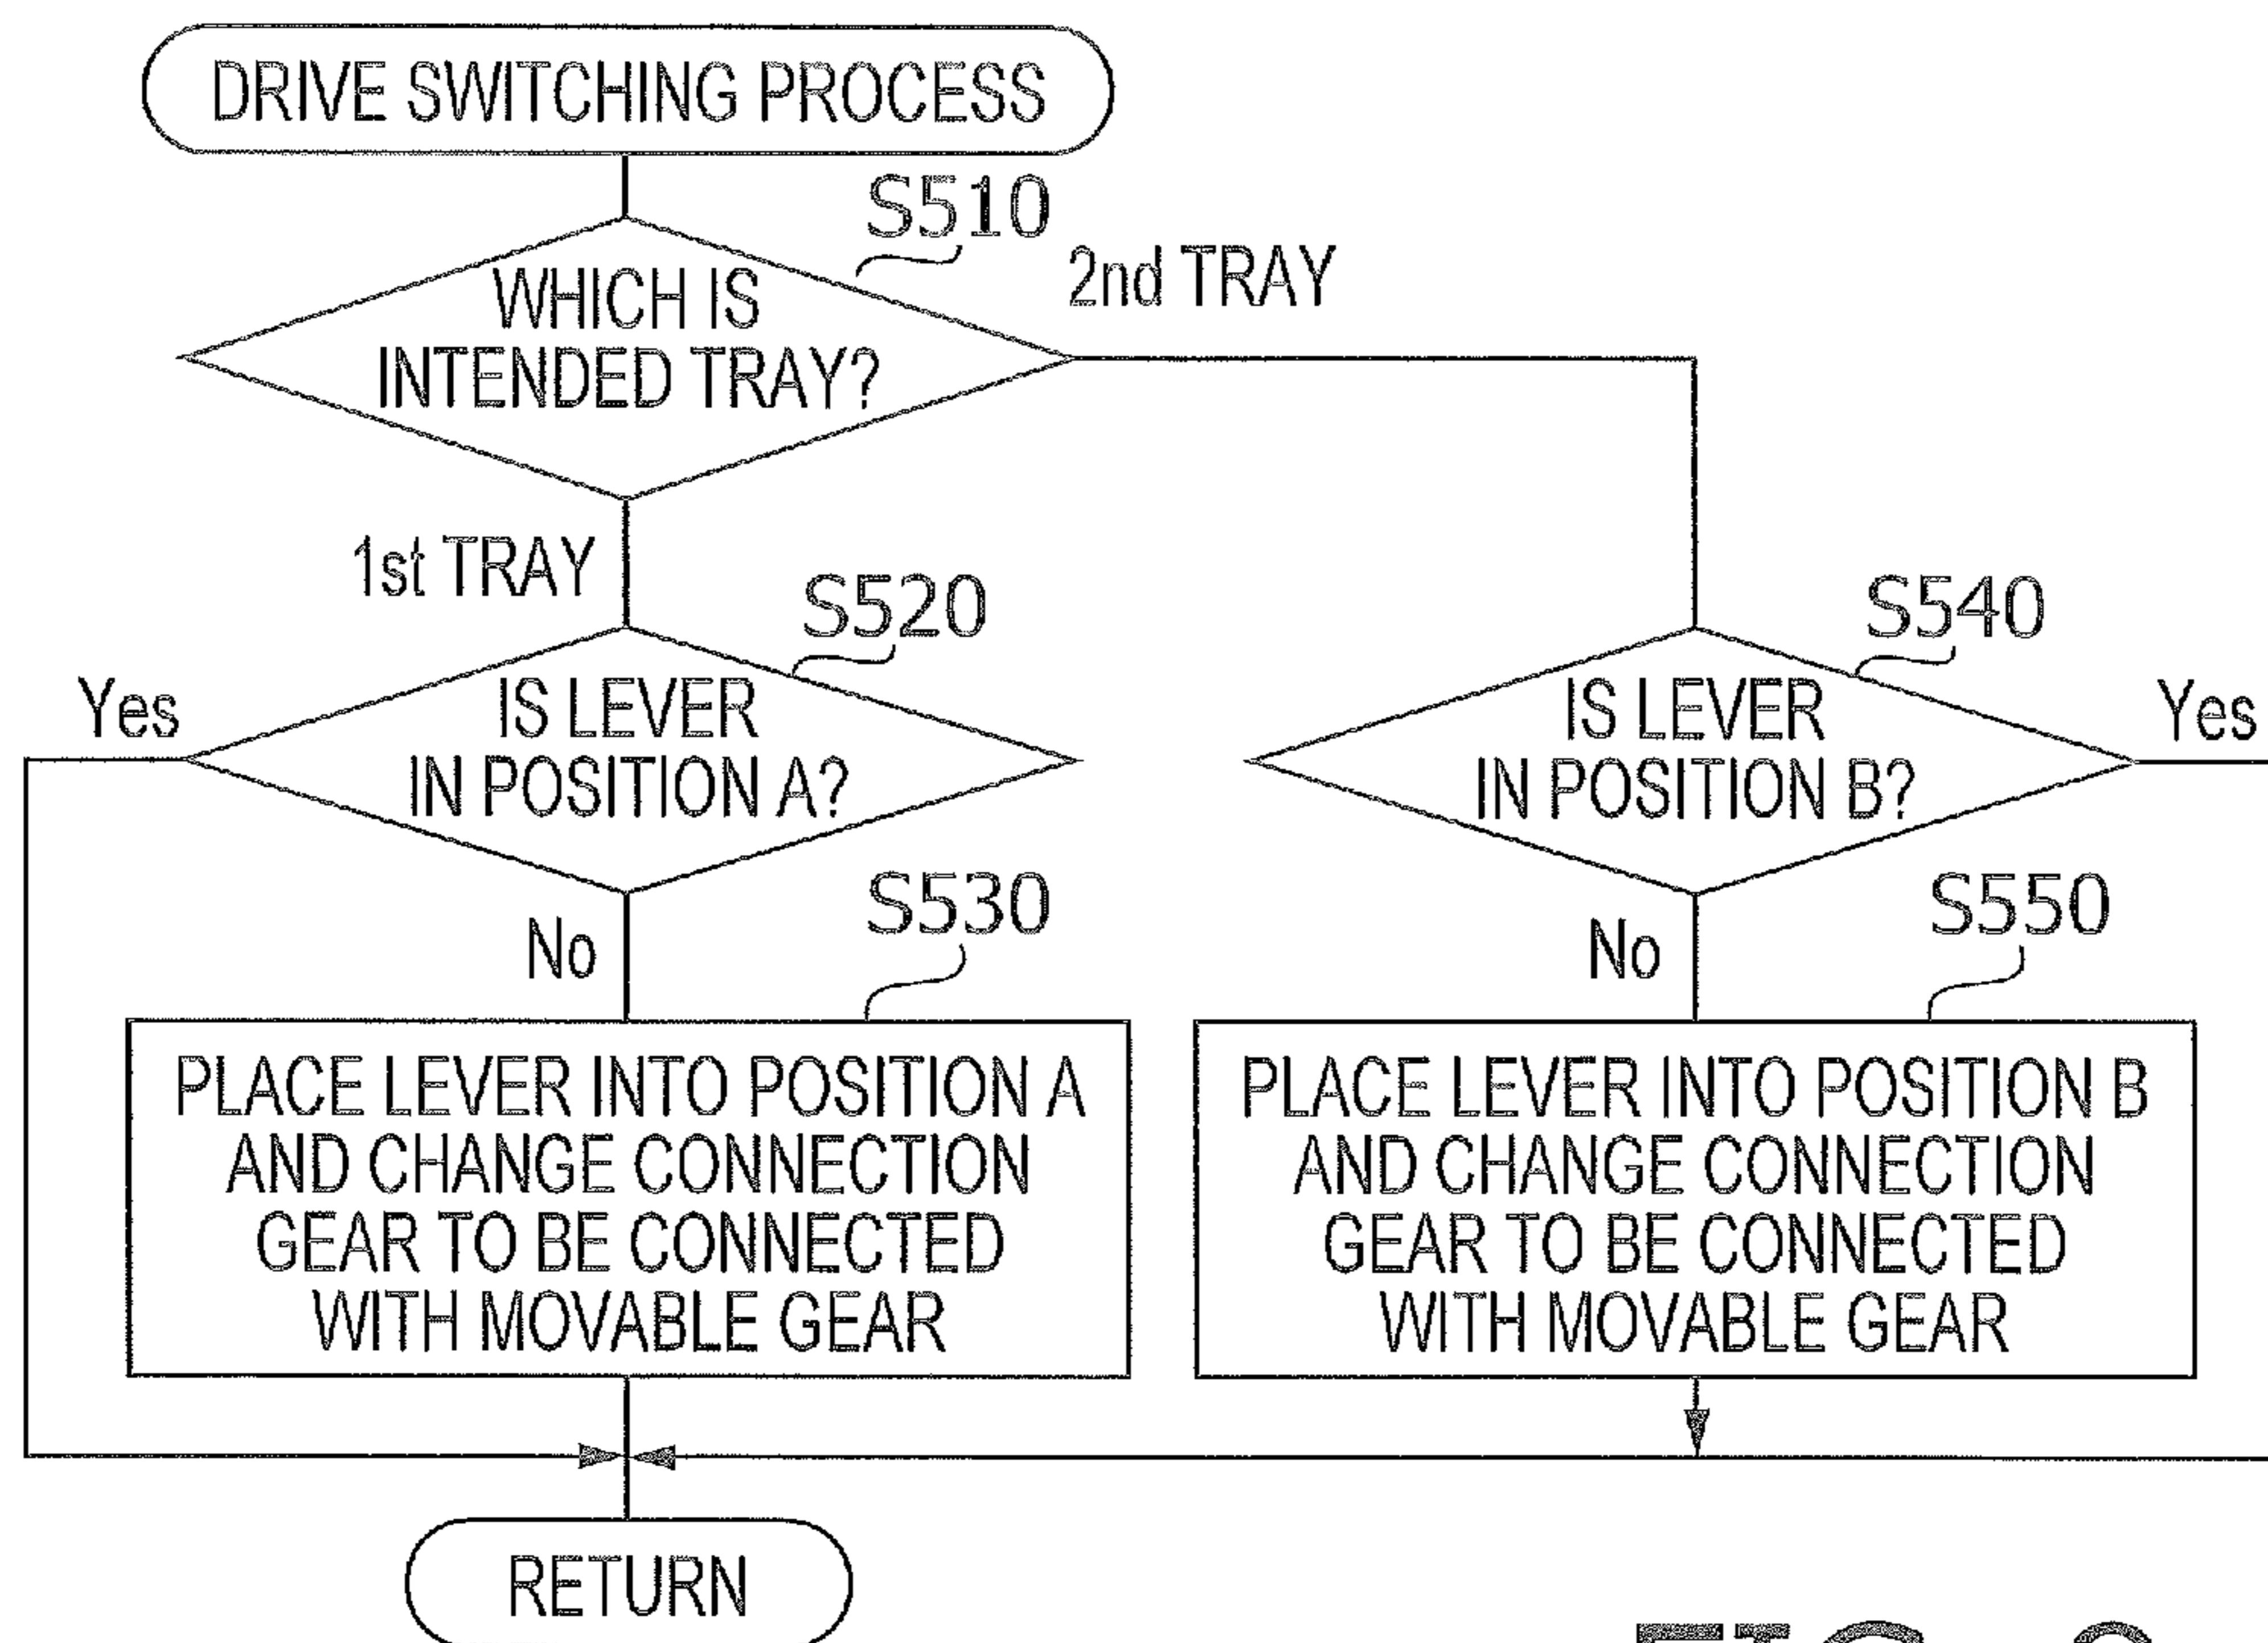 DRIVE SWITCHING PROCESS
S510
WHICH IS
INTENDED TRAY?
2nd TRAY
1st TRAY
S520
IS LEVER
IN POSITION A?
Yes
No
S530
PLACE LEVER INTO POSITION A
AND CHANGE CONNECTION
GEAR TO BE CONNECTED
WITH MOVABLE GEAR
S540
IS LEVER
IN POSITION B?
Yes
No
S550
PLACE LEVER INTO POSITION B
AND CHANGE CONNECTION
GEAR TO BE CONNECTED
WITH MOVABLE GEAR
RETURN